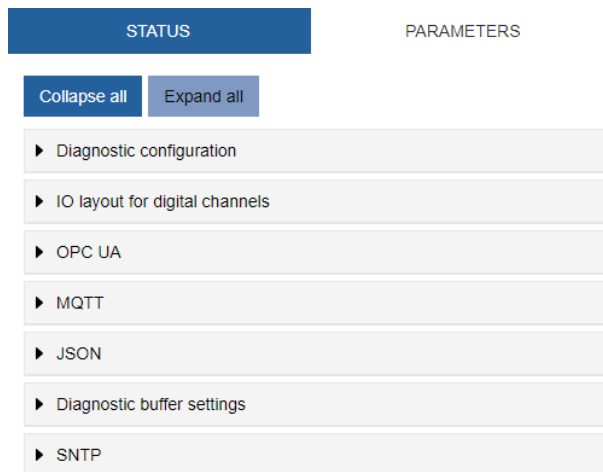 STATUS PARAMETERS
Collapse all Expand all
Diagnostic configuration
IO layout for digital channels
OPC UA
MQTT
JSON
Diagnostic buffer settings
SNTP